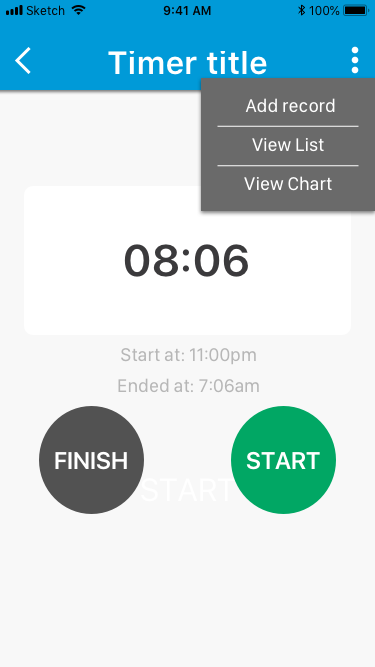 Sketch 9:41 AM 100%
Timer title
Add record
View List
View Chart
08:06
Start at: 11:00pm
Ended at: 7:06am
FINISH START
START